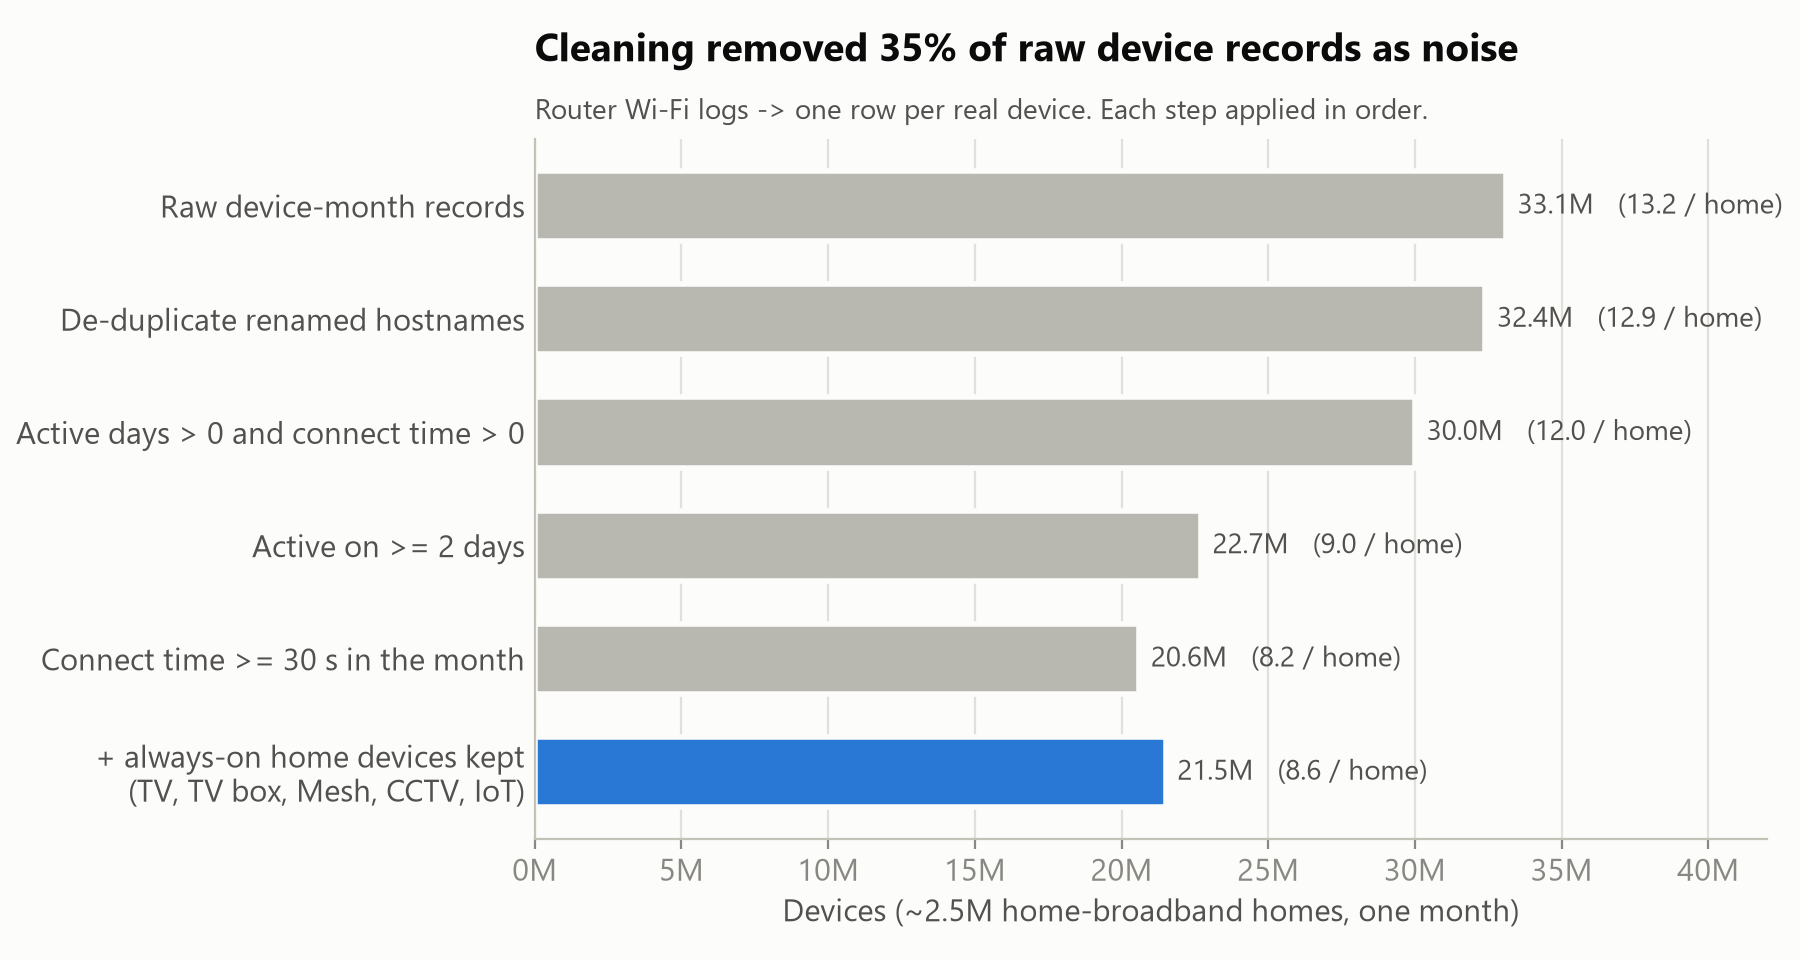 Cleaning removed 35% of raw device records as noise
Router Wi-Fi logs -> one row per real device. Each step applied in order.
Raw device-month records
33.1M (13.2 / home)
De-duplicate renamed hostnames
32.4M (12.9 / home)
Active days > 0 and connect time > 0
30.0M (12.0 / home)
Active on >= 2 days
22.7M (9.0 / home)
Connect time >= 30 s in the month
20.6M (8.2 / home)
+ always-on home devices kept
(TV, TV box, Mesh, CCTV, IoT)
21.5M (8.6 / home)
0M 5M 10M 15M 20M 25M 30M 35M 40M
Devices (~2.5M home-broadband homes, one month)